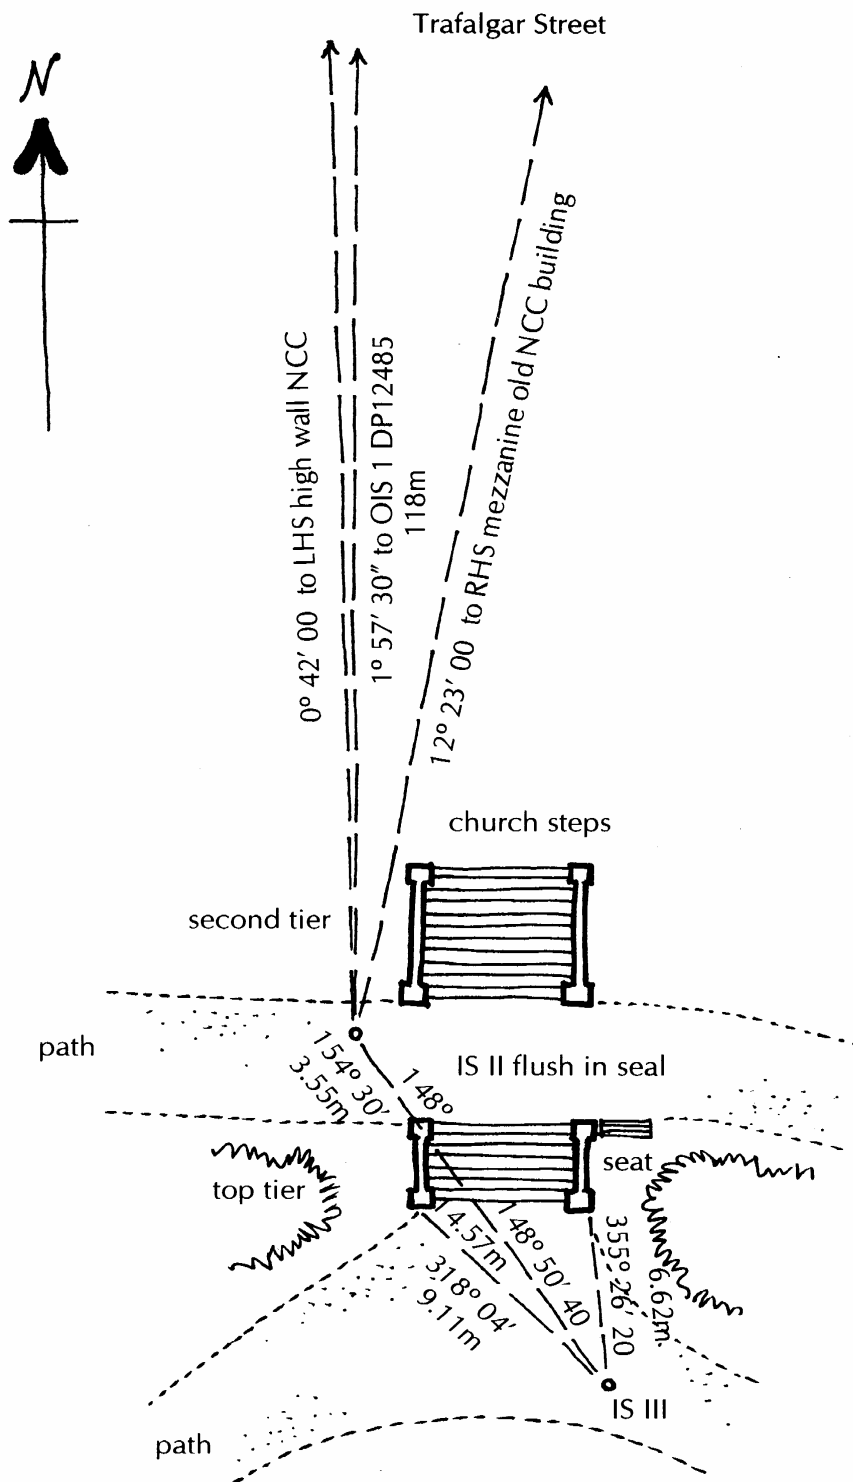 Trafalgar Street
N
0° 42′ 00 to LHS high wall NCC
1° 57′ 30″ to OIS 1 DP12485
118m
12° 23′ 00 to RHS mezzanine old NCC building
church steps
second tier
path
154° 30′
3.55m
148°
IS II flush in seal
seat
top tier
14.57m
148° 50′ 40
355° 26′ 20
6.62m.
318° 04′
9.11m
IS III
path